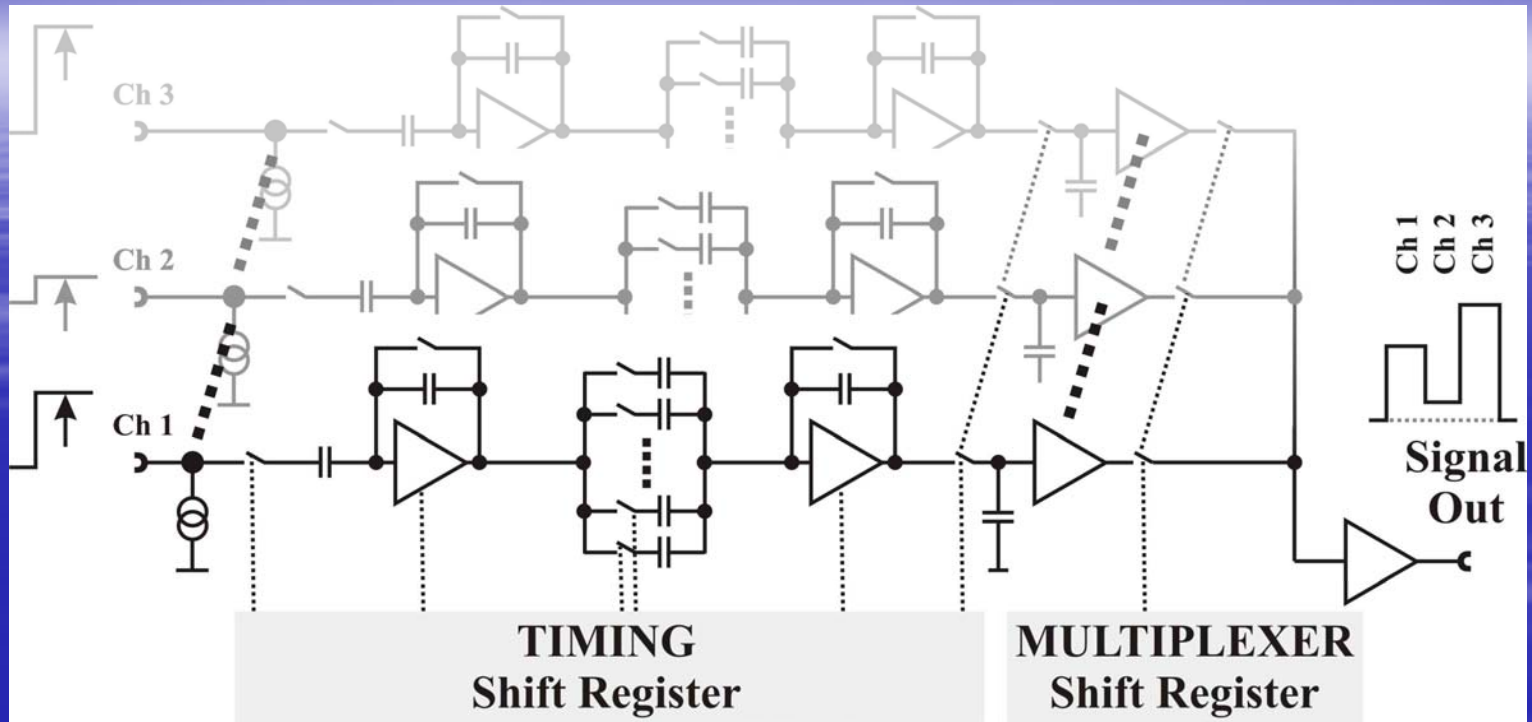 Ch 3
Ch 2
Ch 1
Ch 1
Ch 2
Ch 3
Signal
Out
TIMING
Shift Register
MULTIPLEXER
Shift Register